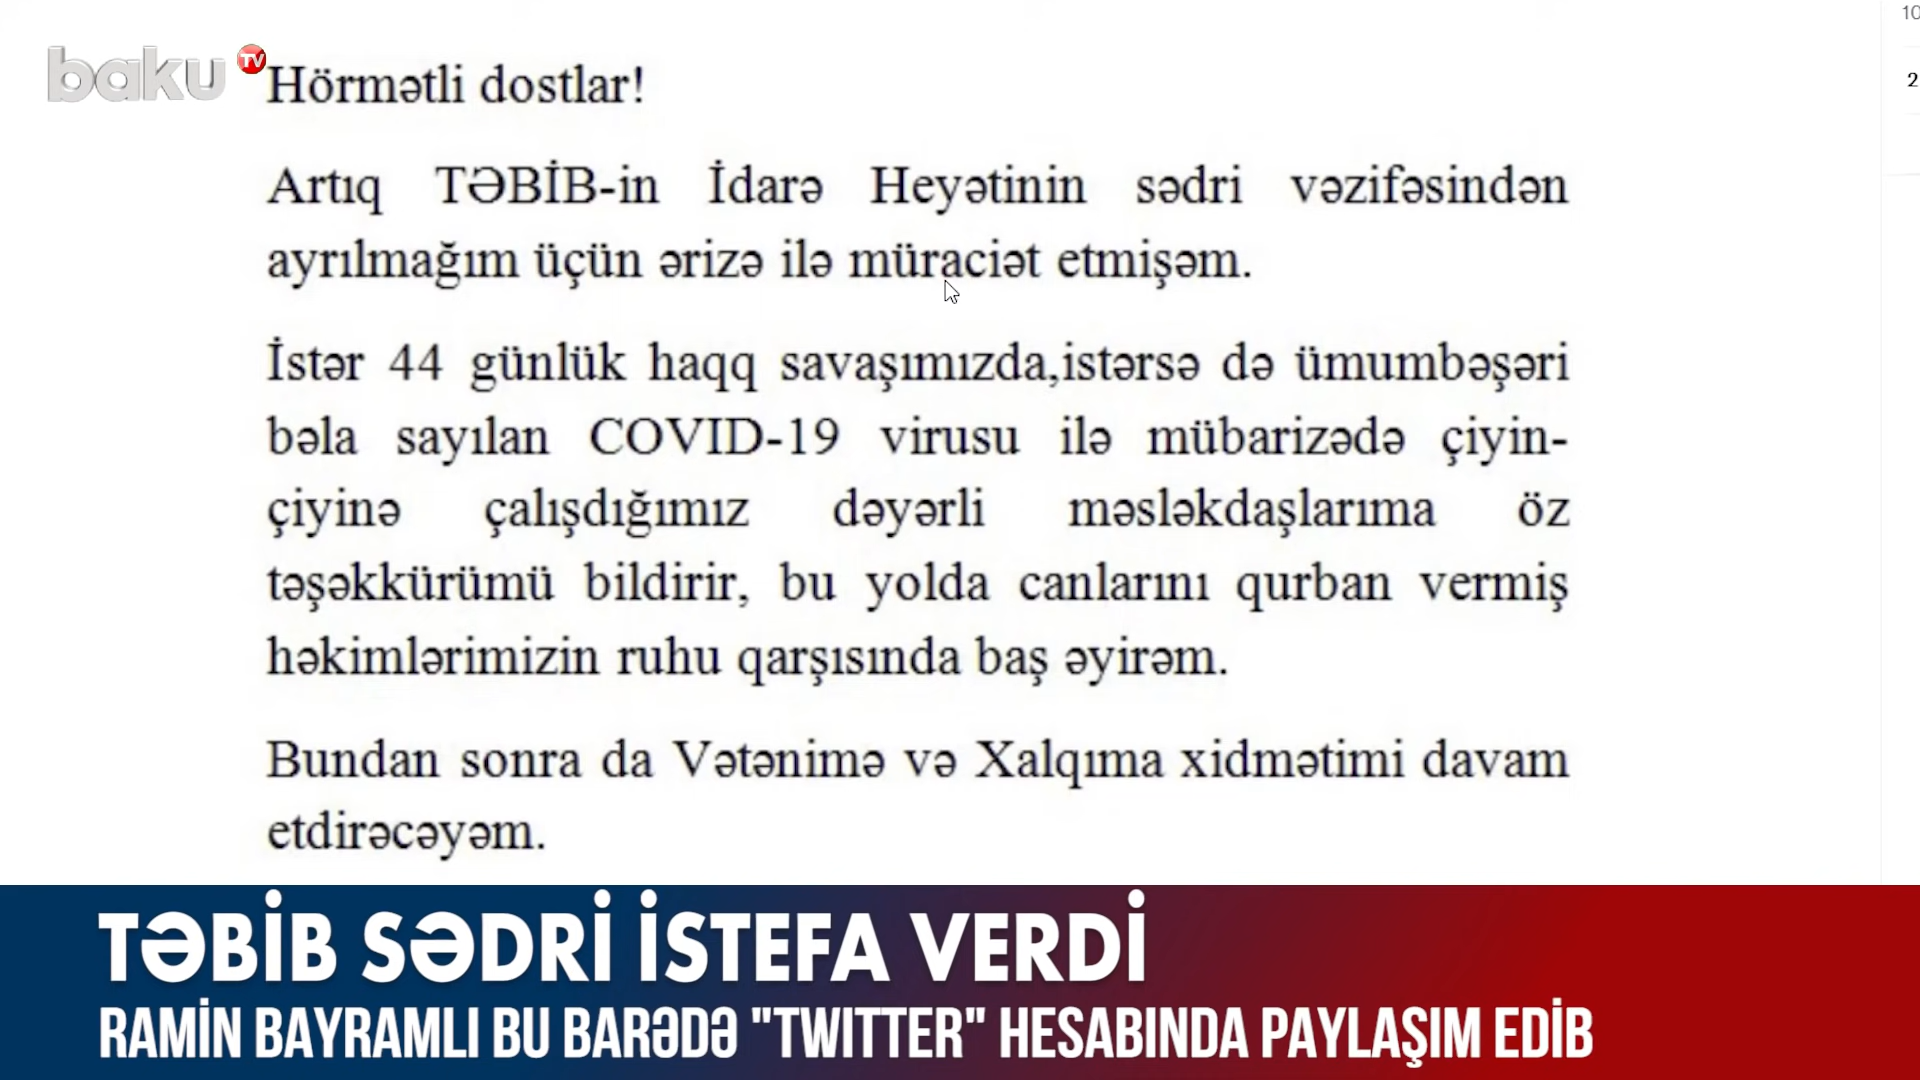 baku TV
10
2
Hörmətli dostlar!
Artıq TƏBİB-in İdarə Heyətinin sədri vəzifəsindən
ayrılmağım üçün ərizə ilə müraciət etmişəm.
İstər 44 günlük haqq savaşımızda,istərsə də ümumbəşəri
bəla sayılan COVID-19 virusu ilə mübarizədə çiyin-
çiyinə çalışdığımız dəyərli məsləkdaşlarıma öz
təşəkkürümü bildirir, bu yolda canlarını qurban vermiş
həkimlərimizin ruhu qarşısında baş əyirəm.
Bundan sonra da Vətənimə və Xalqıma xidmətimi davam
etdirəcəyəm.
TƏBİB SƏDRİ İSTEFA VERDİ
RAMİN BAYRAMLI BU BARƏDƏ "TWITTER" HESABINDA PAYLAŞIM EDİB